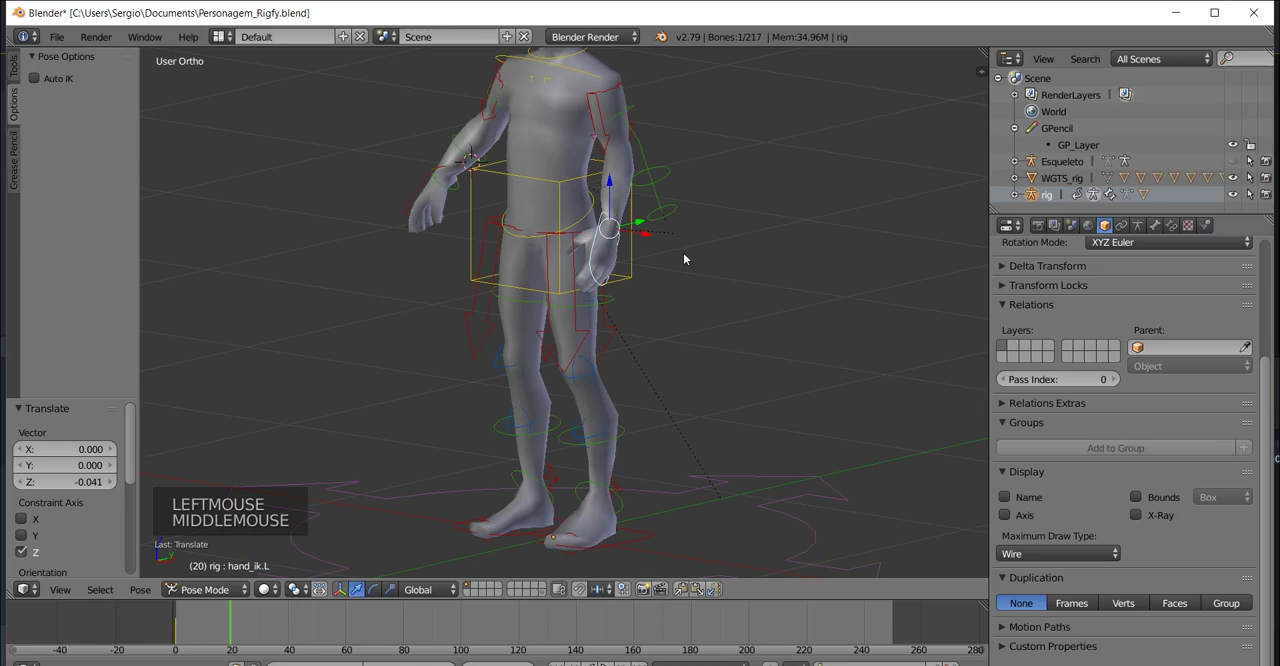 Blender* [C:\Users\Sergio\Documents\Personagem_Rigfy.blend]
File Render Window Help Default Scene Blender Render v2.79 | Bones:1/217 | Mem:34.96M | rig
Tools
Options
Grease Pencil
Pose Options
Auto IK
User Ortho
Translate
Vector
X: 0.000
Y: 0.000
Z: -0.041
Constraint Axis
X
Y
Z
Orientation
LEFTMOUSE
MIDDLEMOUSE
Last: Translate
(20) rig : hand_ik.L
View Select Pose Pose Mode Global
-40 -20 0 20 40 60 80 100 120 140 160 180 200 220 240 260 280
View Search All Scenes
Scene
RenderLayers |
World
GPencil
GP_Layer
Esqueleto
WGTS_rig
rig
Rotation Mode: XYZ Euler
Delta Transform
Transform Locks
Relations
Layers: Parent:
Object
Pass Index: 0
Relations Extras
Groups
Add to Group
Display
Name Bounds Box
Axis X-Ray
Maximum Draw Type:
Wire
Duplication
None Frames Verts Faces Group
Motion Paths
Custom Properties